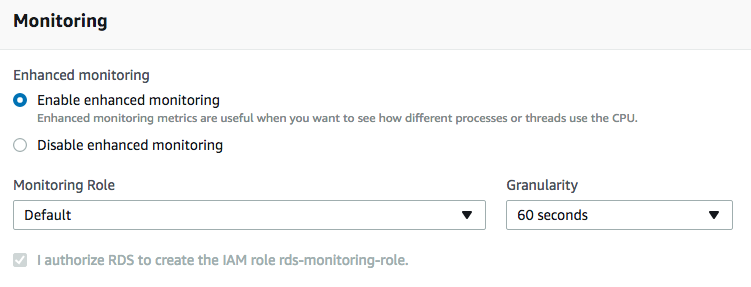 Monitoring
Enhanced monitoring
Enable enhanced monitoring
Enhanced monitoring metrics are useful when you want to see how different processes or threads use the CPU.
Disable enhanced monitoring
Monitoring Role
Granularity
Default
60 seconds
I authorize RDS to create the IAM role rds-monitoring-role.